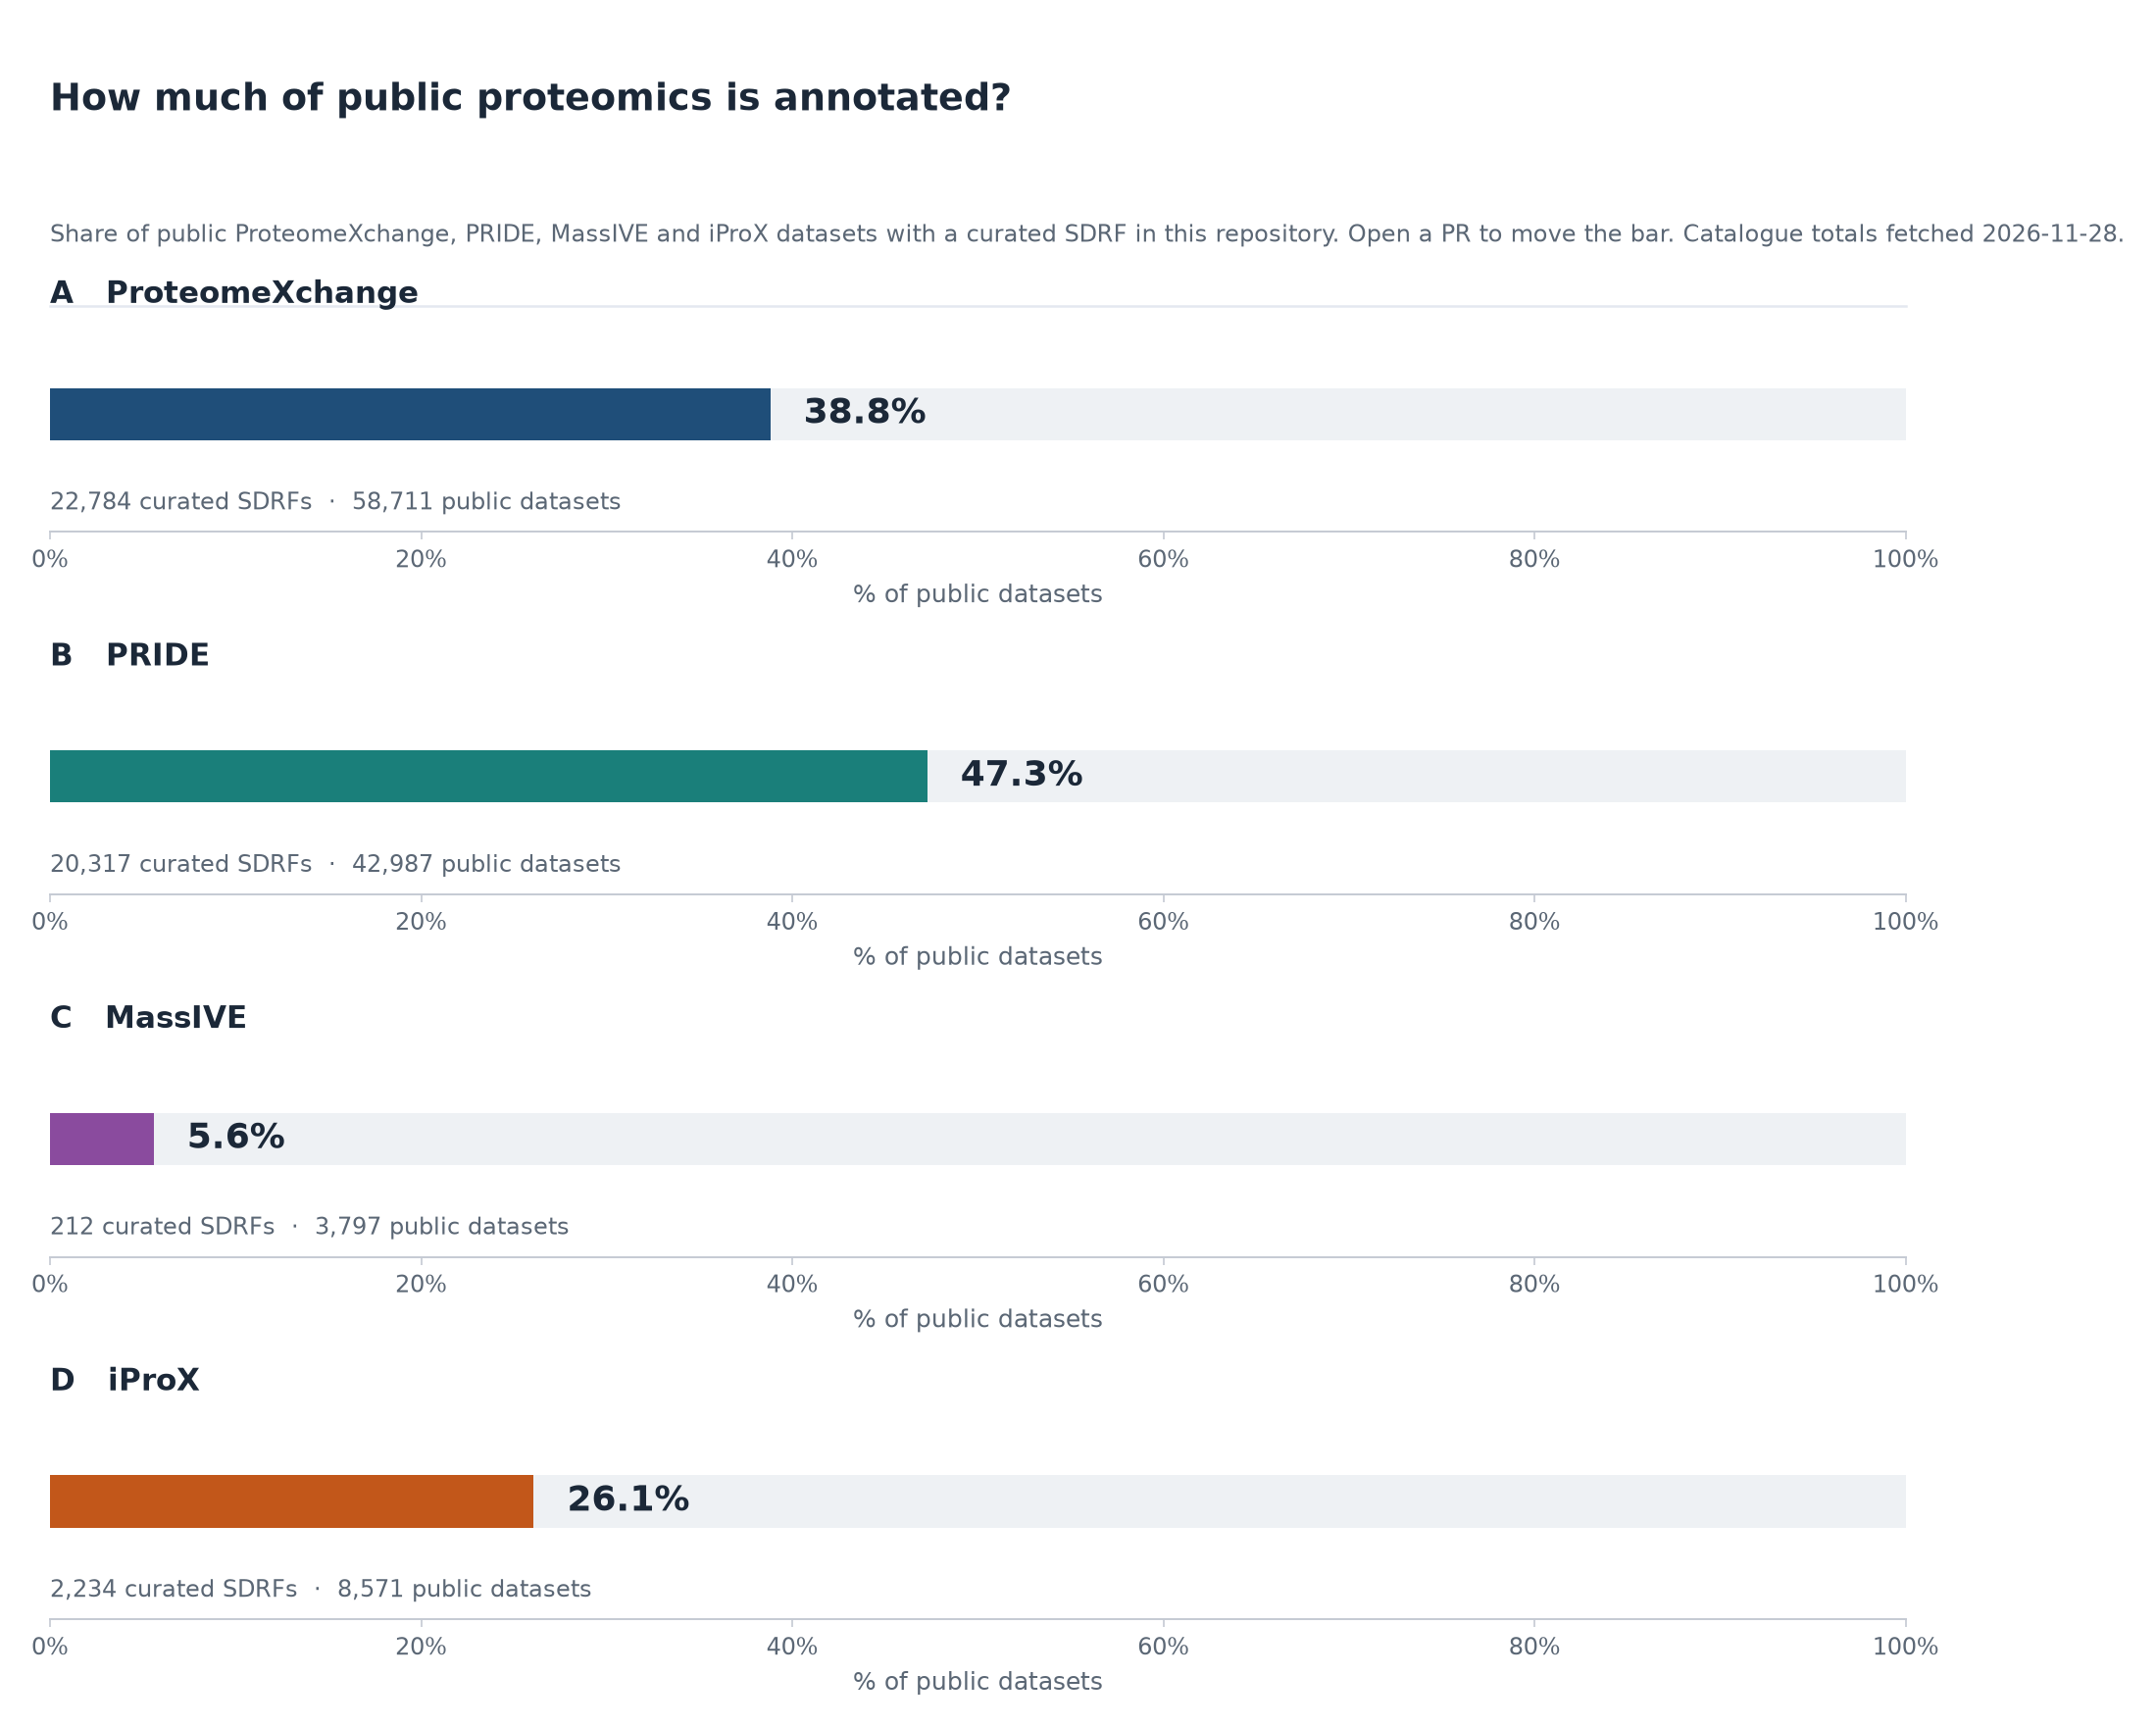 How much of public proteomics is annotated?
Share of public ProteomeXchange, PRIDE, MassIVE and iProX datasets with a curated SDRF in this repository. Open a PR to move the bar. Catalogue totals fetched 2026-11-28.
A ProteomeXchange
38.8%
22,784 curated SDRFs · 58,711 public datasets
0% 20% 40% 60% 80% 100%
% of public datasets
B PRIDE
47.3%
20,317 curated SDRFs · 42,987 public datasets
0% 20% 40% 60% 80% 100%
% of public datasets
C MassIVE
5.6%
212 curated SDRFs · 3,797 public datasets
0% 20% 40% 60% 80% 100%
% of public datasets
D iProX
26.1%
2,234 curated SDRFs · 8,571 public datasets
0% 20% 40% 60% 80% 100%
% of public datasets